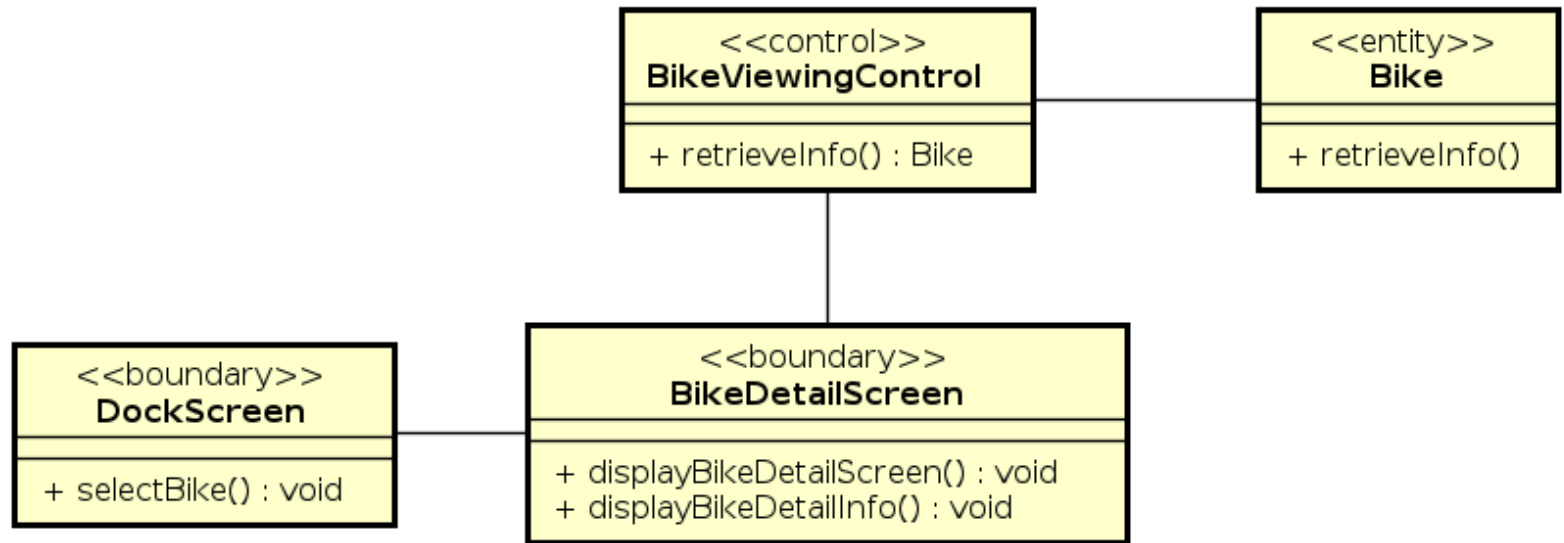 <<control>>
BikeViewingControl
+ retrieveInfo() : Bike
<<entity>>
Bike
+ retrieveInfo()
<<boundary>>
DockScreen
+ selectBike() : void
<<boundary>>
BikeDetailScreen
+ displayBikeDetailScreen() : void
+ displayBikeDetailInfo() : void